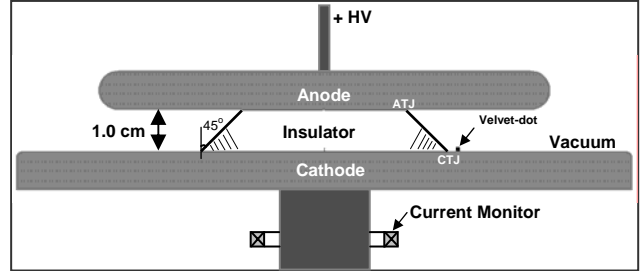 + HV
Anode
ATJ
1.0 cm
45°
Insulator
Velvet-dot
Vacuum
CTJ
Cathode
Current Monitor